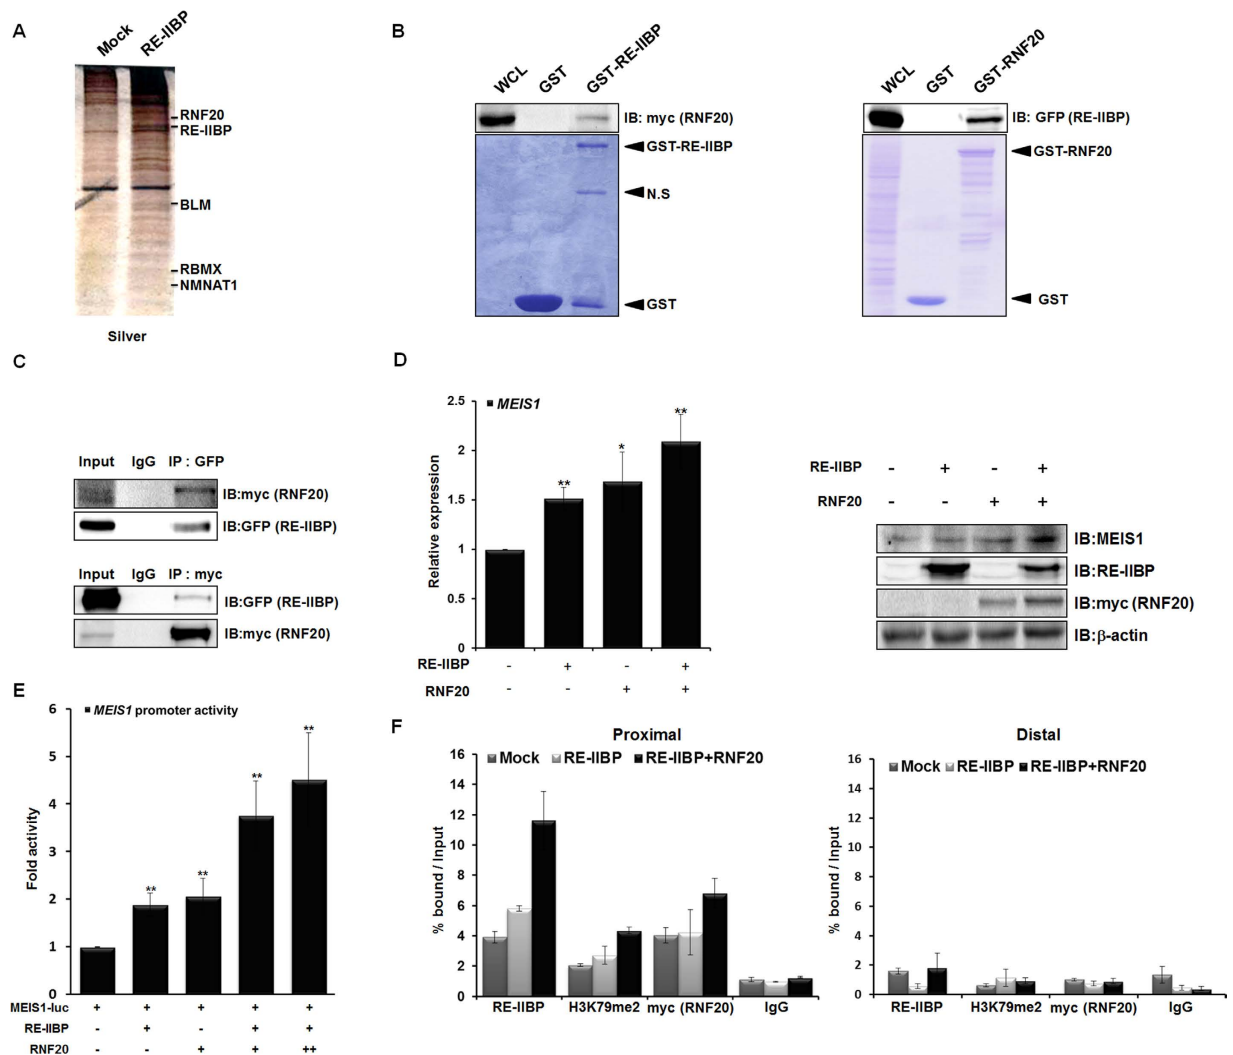 A
Mock
RE-IIBP
RNF20
RE-IIBP
BLM
RBMX
NMNAT1
Silver
B
WCL
GST
GST-RE-IIBP
IB: myc (RNF20)
GST-RE-IIBP
N.S
GST
WCL
GST
GST-RNF20
IB: GFP (RE-IIBP)
GST-RNF20
GST
C
Input IgG IP : GFP
IB:myc (RNF20)
IB:GFP (RE-IIBP)
Input IgG IP : myc
IB:GFP (RE-IIBP)
IB:myc (RNF20)
D
MEIS1
Relative expression
2.5
2
1.5
1
0.5
0
** * **
RE-IIBP - + - +
RNF20 - - + +
RE-IIBP - + - +
RNF20 - - + +
IB:MEIS1
IB:RE-IIBP
IB:myc (RNF20)
IB:β-actin
E
MEIS1 promoter activity
Fold activity
6
5
4
3
2
1
0
** ** ** **
MEIS1-luc + + + + +
RE-IIBP - + - + +
RNF20 - - + + ++
F
Proximal
Mock RE-IIBP RE-IIBP+RNF20
% bound / Input
16
14
12
10
8
6
4
2
0
RE-IIBP H3K79me2 myc (RNF20) IgG
Distal
Mock RE-IIBP RE-IIBP+RNF20
% bound / Input
16
14
12
10
8
6
4
2
0
RE-IIBP H3K79me2 myc (RNF20) IgG